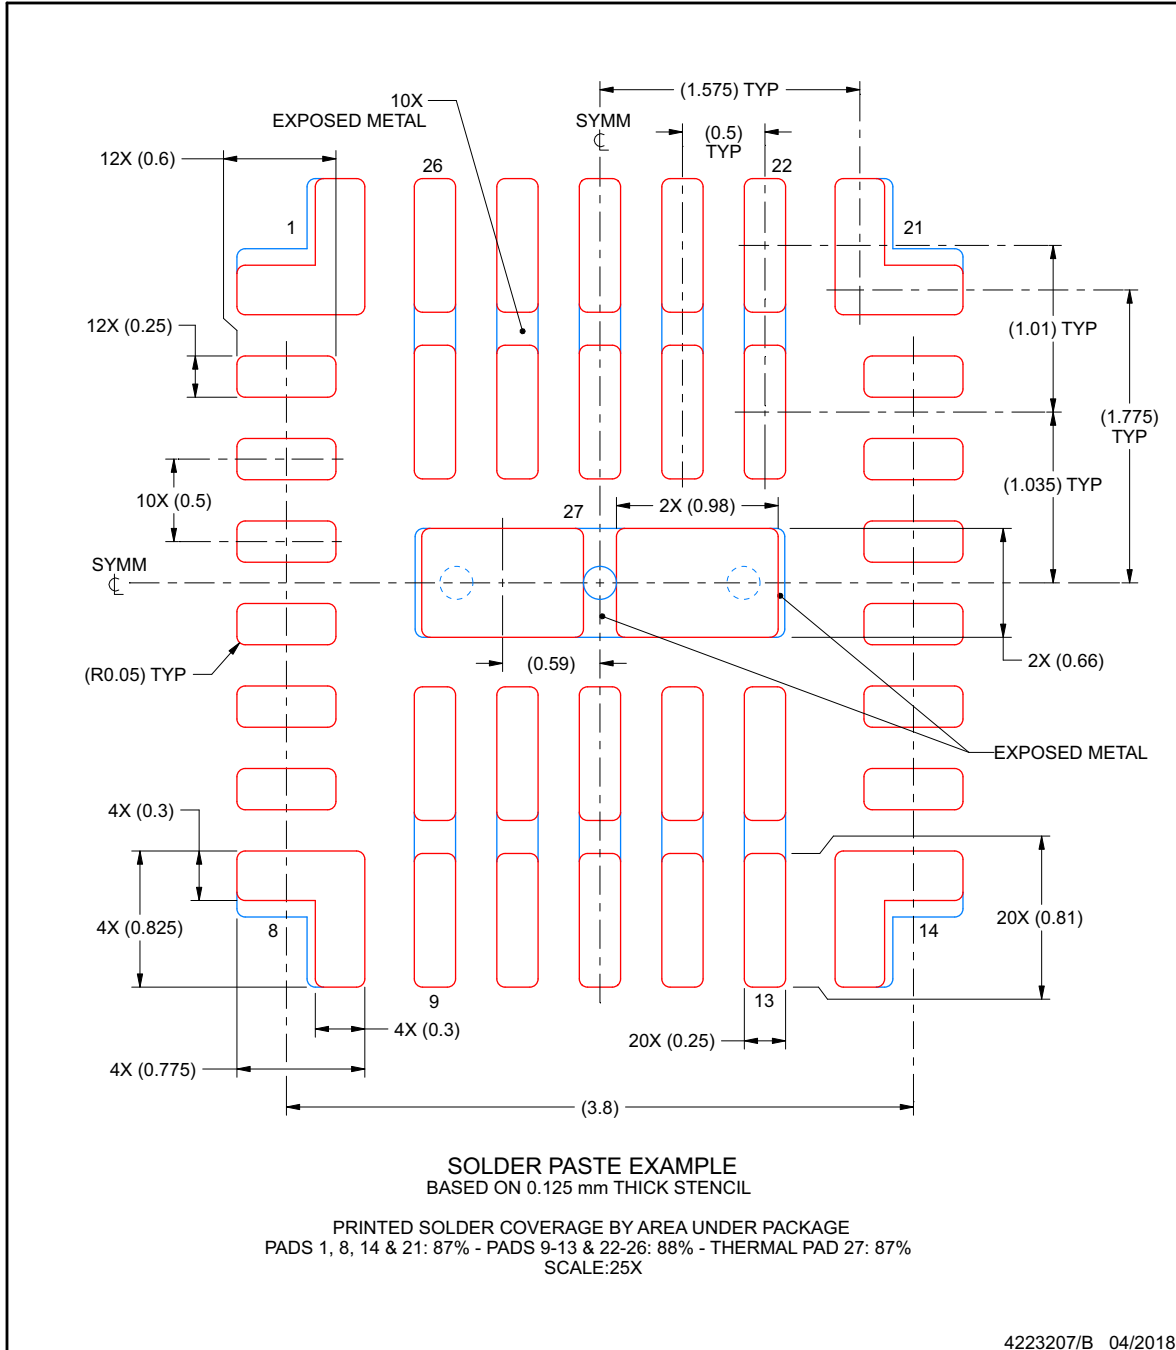 (1.575) TYP
10X
EXPOSED METAL
SYMM
℄
(0.5)
TYP
12X (0.6)
26
22
1
21
12X (0.25)
(1.01) TYP
(1.775)
TYP
(1.035) TYP
10X (0.5)
27
2X (0.98)
SYMM
℄
(R0.05) TYP
(0.59)
2X (0.66)
EXPOSED METAL
4X (0.3)
4X (0.825)
8
14
20X (0.81)
9
13
4X (0.3)
20X (0.25)
4X (0.775)
(3.8)
SOLDER PASTE EXAMPLE
BASED ON 0.125 mm THICK STENCIL
PRINTED SOLDER COVERAGE BY AREA UNDER PACKAGE
PADS 1, 8, 14 & 21: 87% - PADS 9-13 & 22-26: 88% - THERMAL PAD 27: 87%
SCALE:25X
4223207/B 04/2018